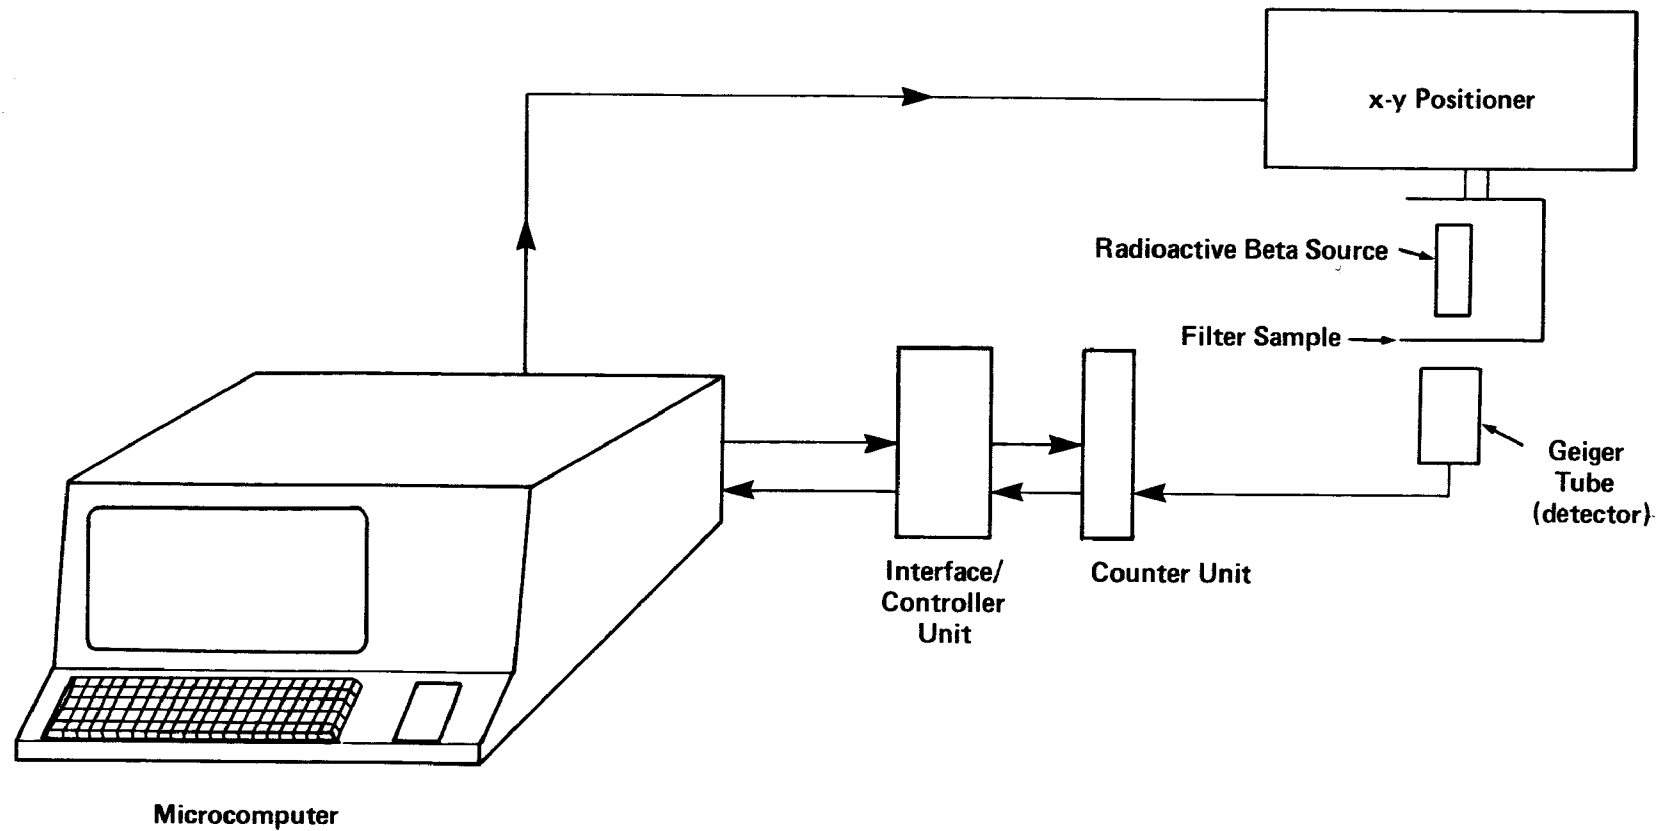 x-y Positioner
Radioactive Beta Source
Filter Sample
Geiger
Tube
(detector)
Interface/
Controller
Unit
Counter Unit
Microcomputer